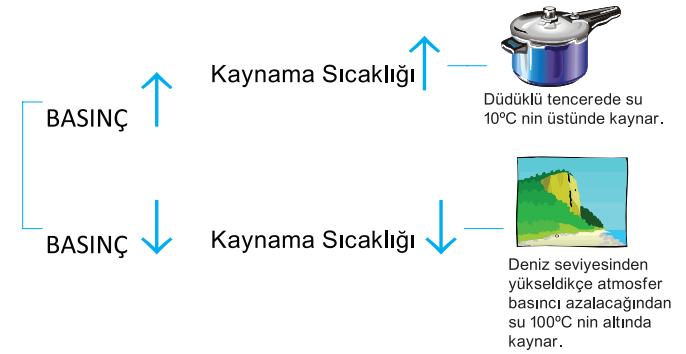 BASINÇ
Kaynama Sıcaklığı
Düdüklü tencerede su
10ºC nin üstünde kaynar.
BASINÇ
Kaynama Sıcaklığı
Deniz seviyesinden
yükseldikçe atmosfer
basıncı azalacağından
su 100ºC nin altında
kaynar.